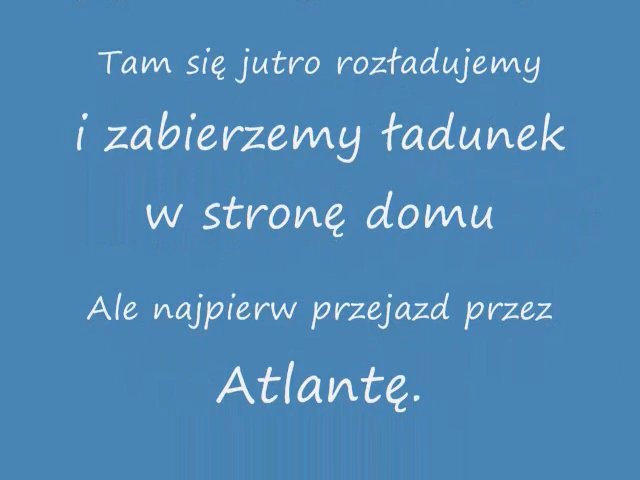 Tam się jutro rozładujemy
i zabierzemy ładunek
w stronę domu
Ale najpierw przejazd przez
Atlantę.